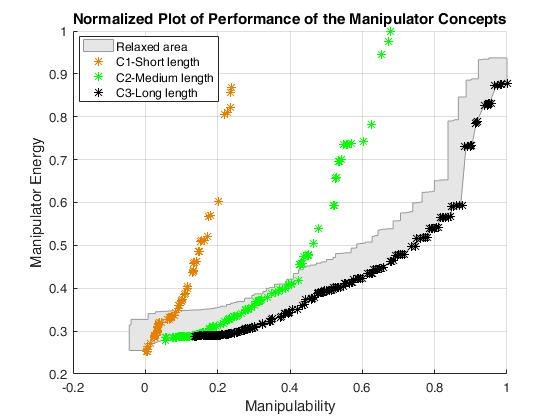 Normalized Plot of Performance of the Manipulator Concepts
1
0.9
0.8
0.7
0.6
0.5
0.4
0.3
0.2
Manipulator Energy
Relaxed area
C1-Short length
C2-Medium length
C3-Long length
-0.2 0 0.2 0.4 0.6 0.8 1
Manipulability